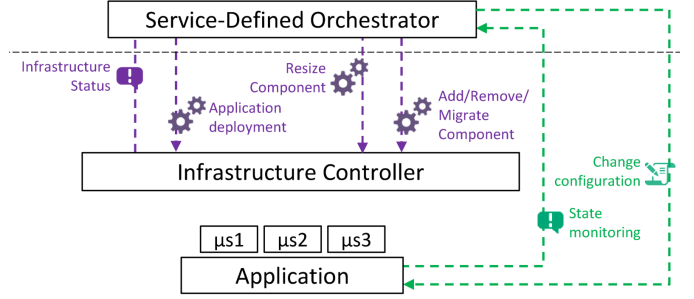 Service-Defined Orchestrator
Infrastructure
Status
Application
deployment
Resize
Component
Add/Remove/
Migrate
Component
Infrastructure Controller
Change
configuration
State
monitoring
μs1
μs2
μs3
Application